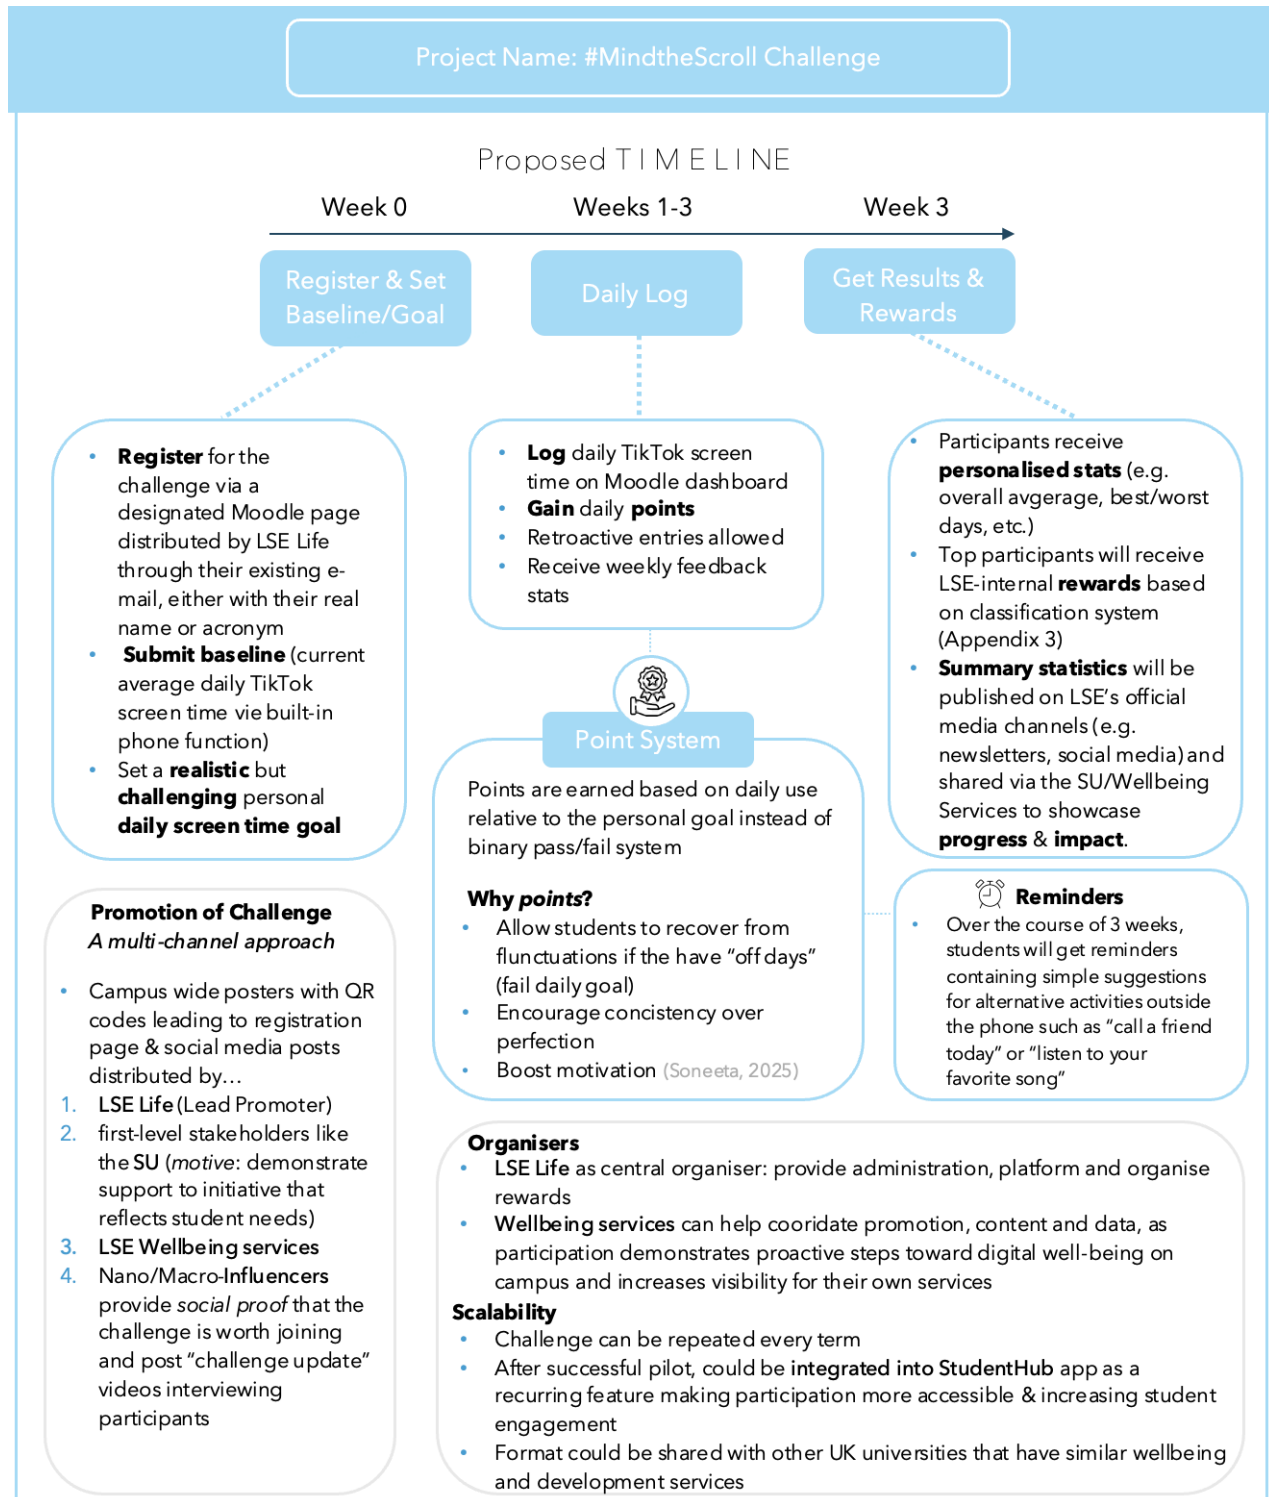 Project Name: #MindtheScroll Challenge
Proposed TIMELINE
Week 0
Weeks 1-3
Week 3
Register & Set
Baseline/Goal
Daily Log
Get Results &
Rewards
• Register for the
challenge via a
designated Moodle page
distributed by LSE Life
through their existing e-
mail, either with their real
name or acronym
• Submit baseline (current
average daily TikTok
screen time vie built-in
phone function)
• Set a realistic but
challenging personal
daily screen time goal
• Log daily TikTok screen
time on Moodle dashboard
• Gain daily points
• Retroactive entries allowed
• Receive weekly feedback
stats
• Participants receive
personalised stats (e.g.
overall avgerage, best/worst
days, etc.)
• Top participants will receive
LSE-internal rewards based
on classification system
(Appendix 3)
• Summary statistics will be
published on LSE's official
media channels (e.g.
newsletters, social media) and
shared via the SU/Wellbeing
Services to showcase
progress & impact.
Point System
Points are earned based on daily use
relative to the personal goal instead of
binary pass/fail system
Why points?
• Allow students to recover from
flunctuations if the have "off days"
(fail daily goal)
• Encourage concistency over
perfection
• Boost motivation (Soneeta, 2025)
Reminders
• Over the course of 3 weeks,
students will get reminders
containing simple suggestions
for alternative activities outside
the phone such as "call a friend
today" or "listen to your
favorite song"
Promotion of Challenge
A multi-channel approach
• Campus wide posters with QR
codes leading to registration
page & social media posts
distributed by...
1. LSE Life (Lead Promoter)
2. first-level stakeholders like
the SU (motive: demonstrate
support to initiative that
reflects student needs)
3. LSE Wellbeing services
4. Nano/Macro-Influencers
provide social proof that the
challenge is worth joining
and post "challenge update"
videos interviewing
participants
Organisers
• LSE Life as central organiser: provide administration, platform and organise
rewards
• Wellbeing services can help cooridate promotion, content and data, as
participation demonstrates proactive steps toward digital well-being on
campus and increases visibility for their own services
Scalability
• Challenge can be repeated every term
• After successful pilot, could be integrated into StudentHub app as a
recurring feature making participation more accessible & increasing student
engagement
• Format could be shared with other UK universities that have similar wellbeing
and development services